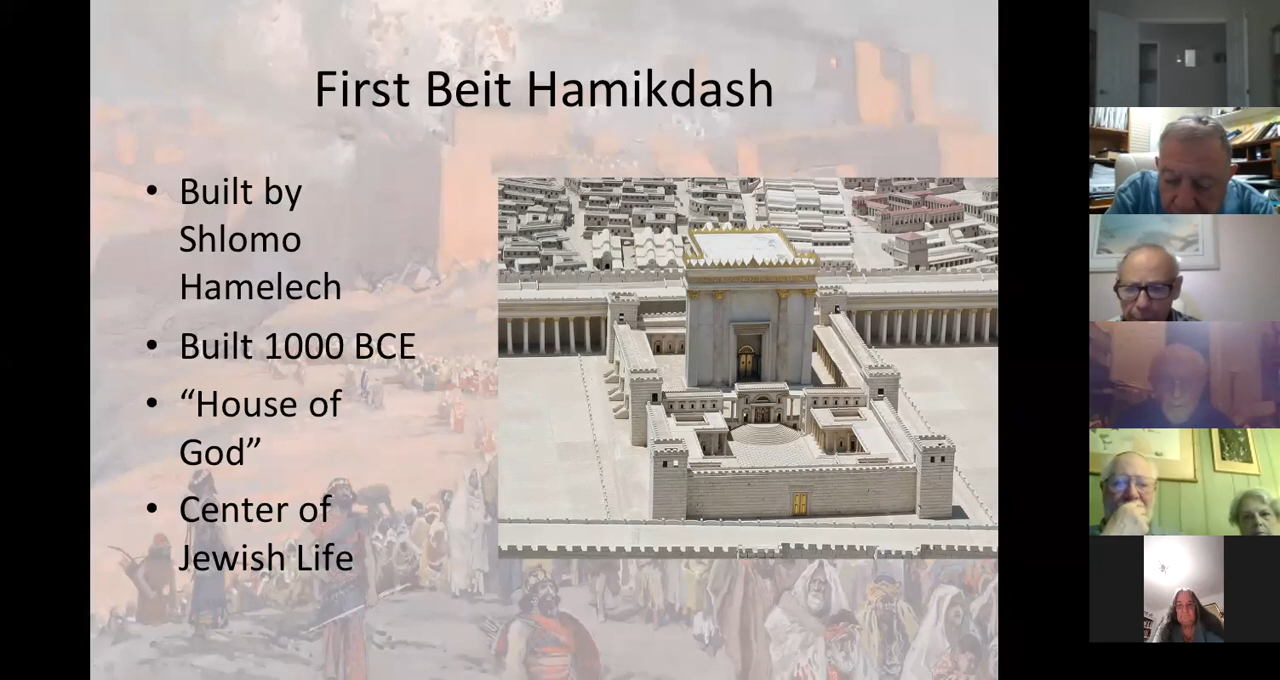 First Beit Hamikdash
• Built by
Shlomo
Hamelech
• Built 1000 BCE
• “House of
God”
• Center of
Jewish Life